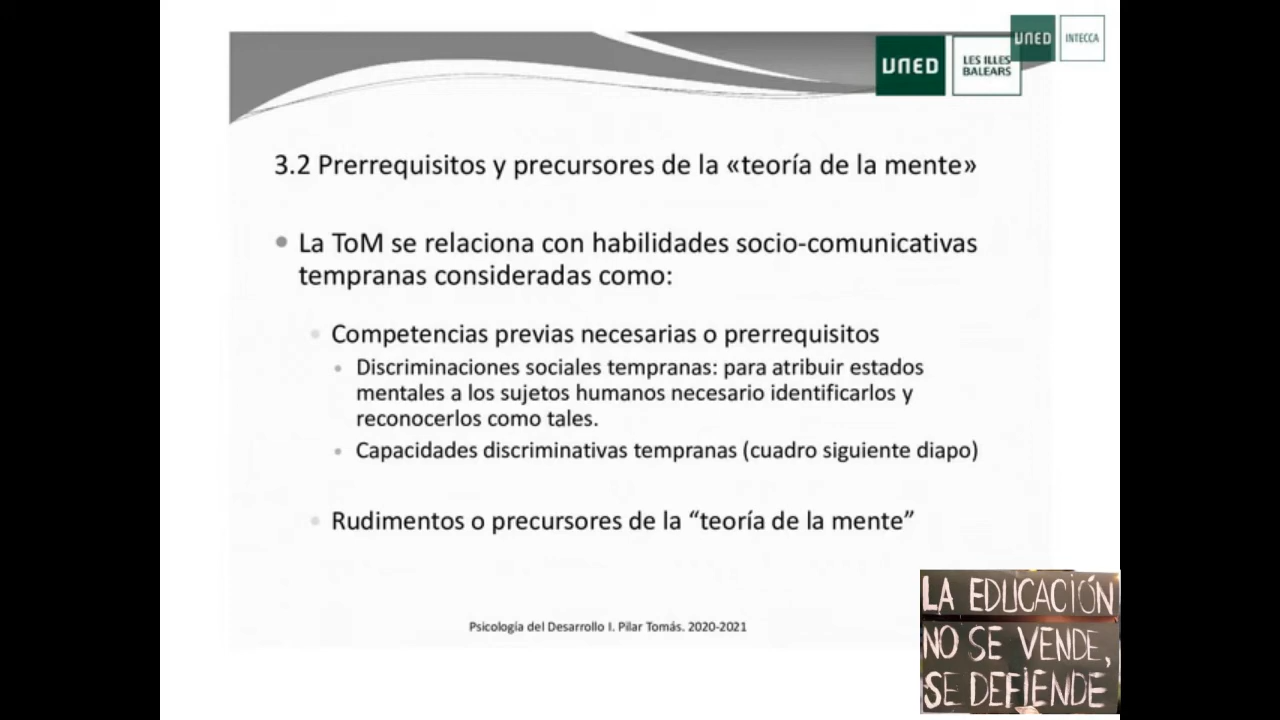 UNED
INTECCA
UNED
LES ILLES
BALEARS
3.2 Prerrequisitos y precursores de la «teoría de la mente»
• La ToM se relaciona con habilidades socio-comunicativas
tempranas consideradas como:
• Competencias previas necesarias o prerrequisitos
• Discriminaciones sociales tempranas: para atribuir estados
mentales a los sujetos humanos necesario identificarlos y
reconocerlos como tales.
• Capacidades discriminativas tempranas (cuadro siguiente diapo)
• Rudimentos o precursores de la “teoría de la mente”
Psicología del Desarrollo I. Pilar Tomás. 2020-2021
LA EDUCACIÓN
NO SE VENDE,
SE DEFIENDE